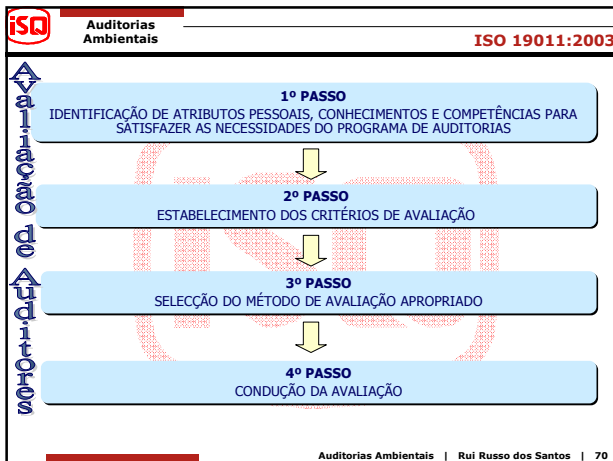 iSQ
Auditorias
Ambientais
ISO 19011:2003
Avaliação de Auditores
1º PASSO
IDENTIFICAÇÃO DE ATRIBUTOS PESSOAIS, CONHECIMENTOS E COMPETÊNCIAS PARA
SATISFAZER AS NECESSIDADES DO PROGRAMA DE AUDITORIAS
2º PASSO
ESTABELECIMENTO DOS CRITÉRIOS DE AVALIAÇÃO
3º PASSO
SELECÇÃO DO MÉTODO DE AVALIAÇÃO APROPRIADO
4º PASSO
CONDUÇÃO DA AVALIAÇÃO
Auditorias Ambientais | Rui Russo dos Santos | 70